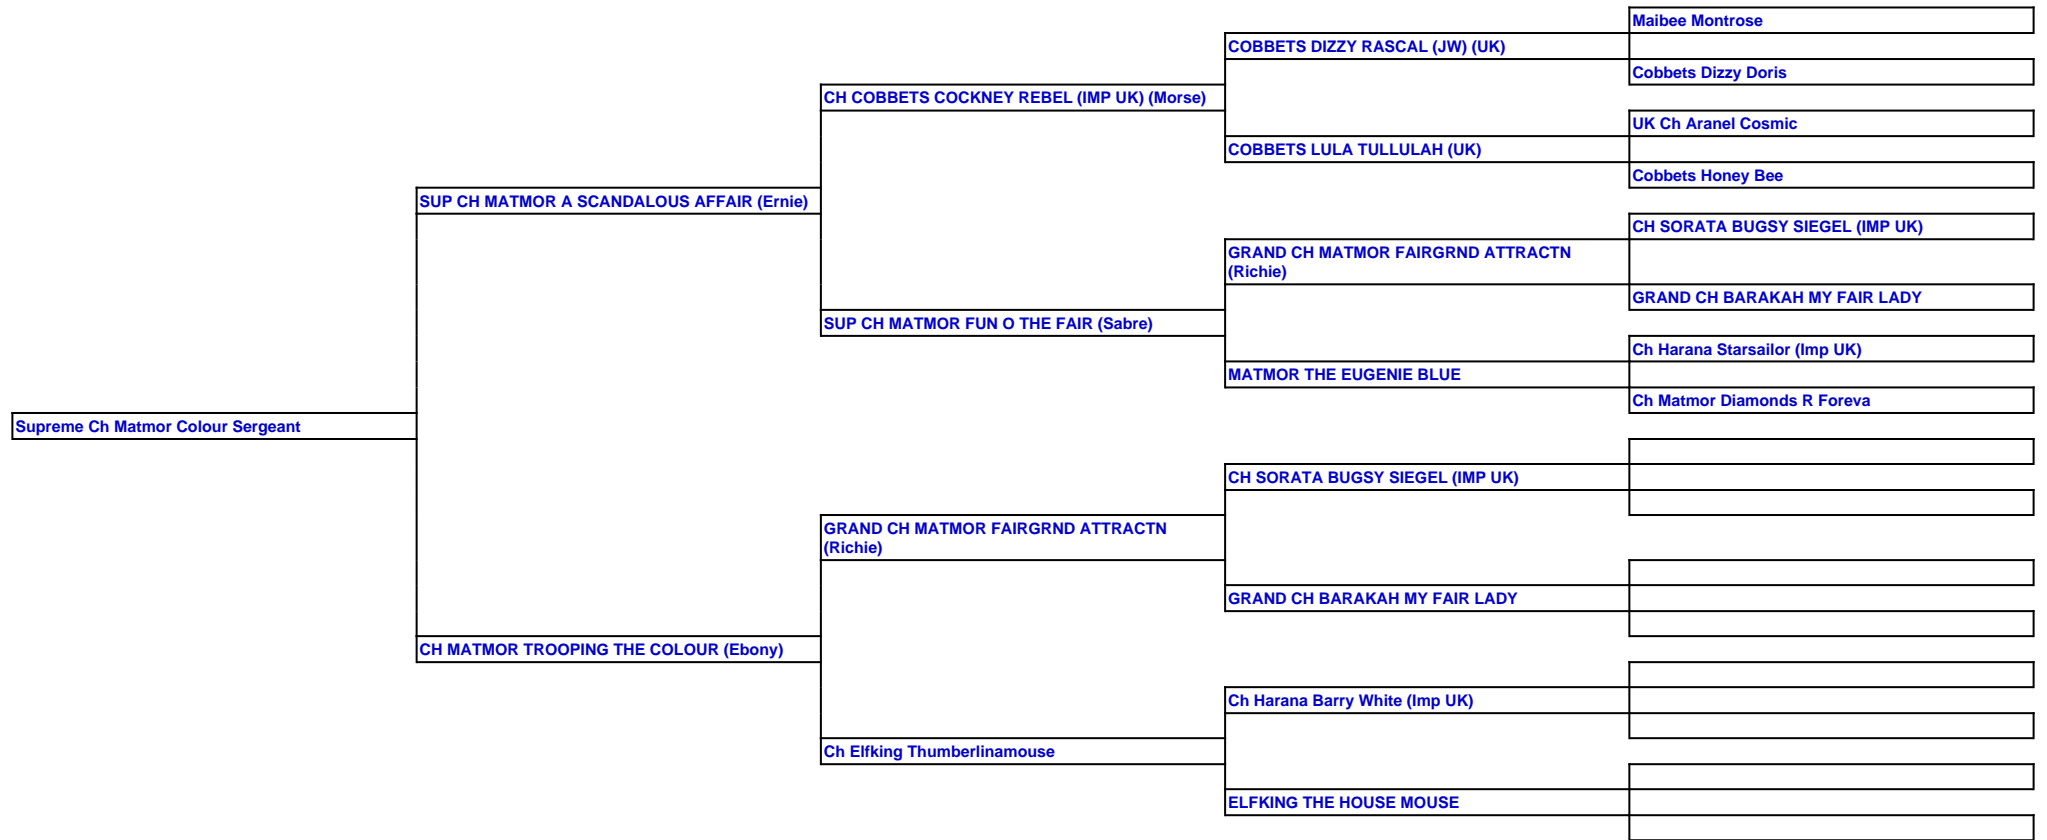 Maibee Montrose
COBBETS DIZZY RASCAL (JW) (UK)
Cobbets Dizzy Doris
CH COBBETS COCKNEY REBEL (IMP UK) (Morse)
UK Ch Aranel Cosmic
COBBETS LULA TULLULAH (UK)
Cobbets Honey Bee
SUP CH MATMOR A SCANDALOUS AFFAIR (Ernie)
CH SORATA BUGSY SIEGEL (IMP UK)
GRAND CH MATMOR FAIRGRND ATTRACTN
(Richie)
GRAND CH BARAKAH MY FAIR LADY
SUP CH MATMOR FUN O THE FAIR (Sabre)
Ch Harana Starsailor (Imp UK)
MATMOR THE EUGENIE BLUE
Ch Matmor Diamonds R Foreva
Supreme Ch Matmor Colour Sergeant
CH SORATA BUGSY SIEGEL (IMP UK)
GRAND CH MATMOR FAIRGRND ATTRACTN
(Richie)
GRAND CH BARAKAH MY FAIR LADY
CH MATMOR TROOPING THE COLOUR (Ebony)
Ch Harana Barry White (Imp UK)
Ch Elfking Thumberlinamouse
ELFKING THE HOUSE MOUSE